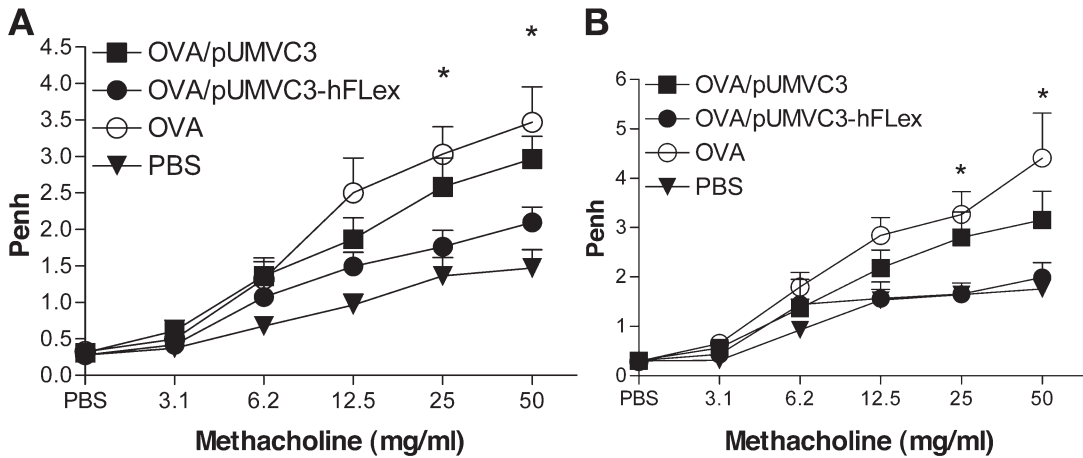 A
OVA/pUMVC3
OVA/pUMVC3-hFLex
OVA
PBS
*
*
4.5
4.0
3.5
3.0
2.5
2.0
1.5
1.0
0.5
0.0
Penh
PBS 3.1 6.2 12.5 25 50
Methacholine (mg/ml)
B
OVA/pUMVC3
OVA/pUMVC3-hFLex
OVA
PBS
*
*
6
5
4
3
2
1
0
Penh
PBS 3.1 6.2 12.5 25 50
Methacholine (mg/ml)